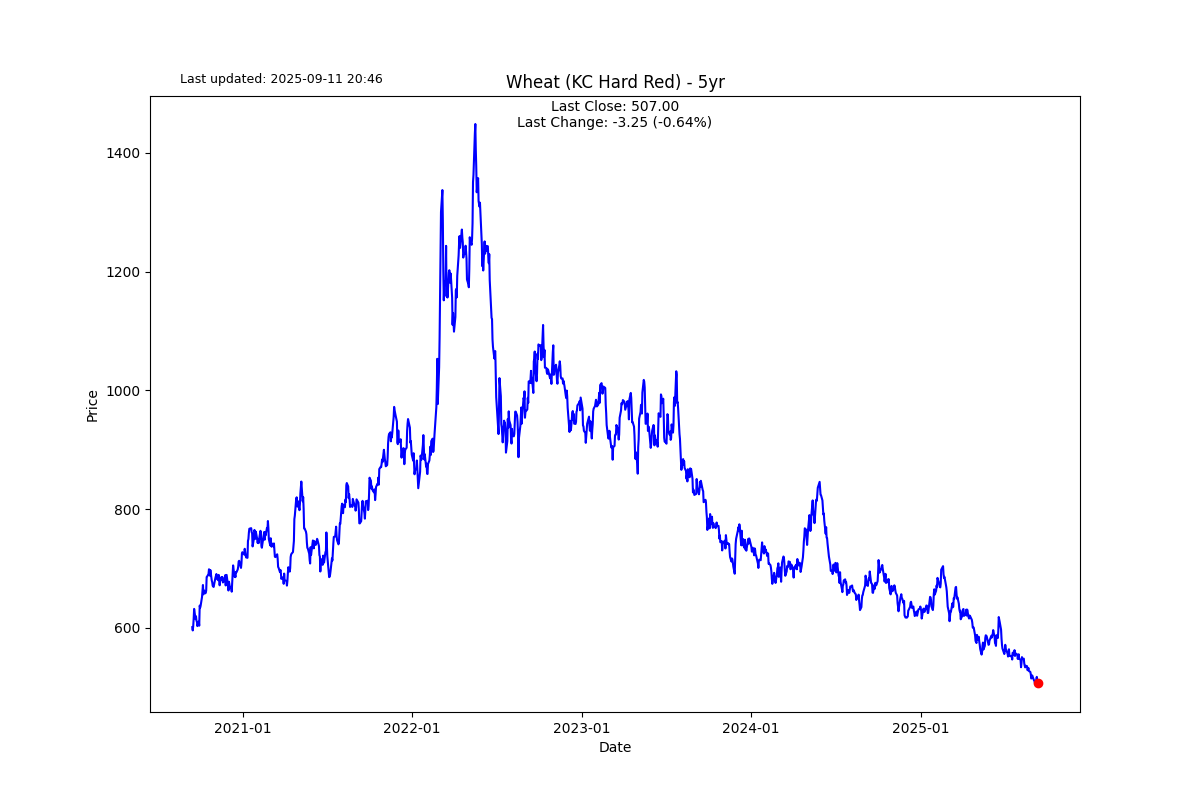 Last updated: 2025-09-11 20:46
Wheat (KC Hard Red) - 5yr
Last Close: 507.00
Last Change: -3.25 (-0.64%)
1400
1200
1000
800
600
Price
2021-01
2022-01
2023-01
2024-01
2025-01
Date